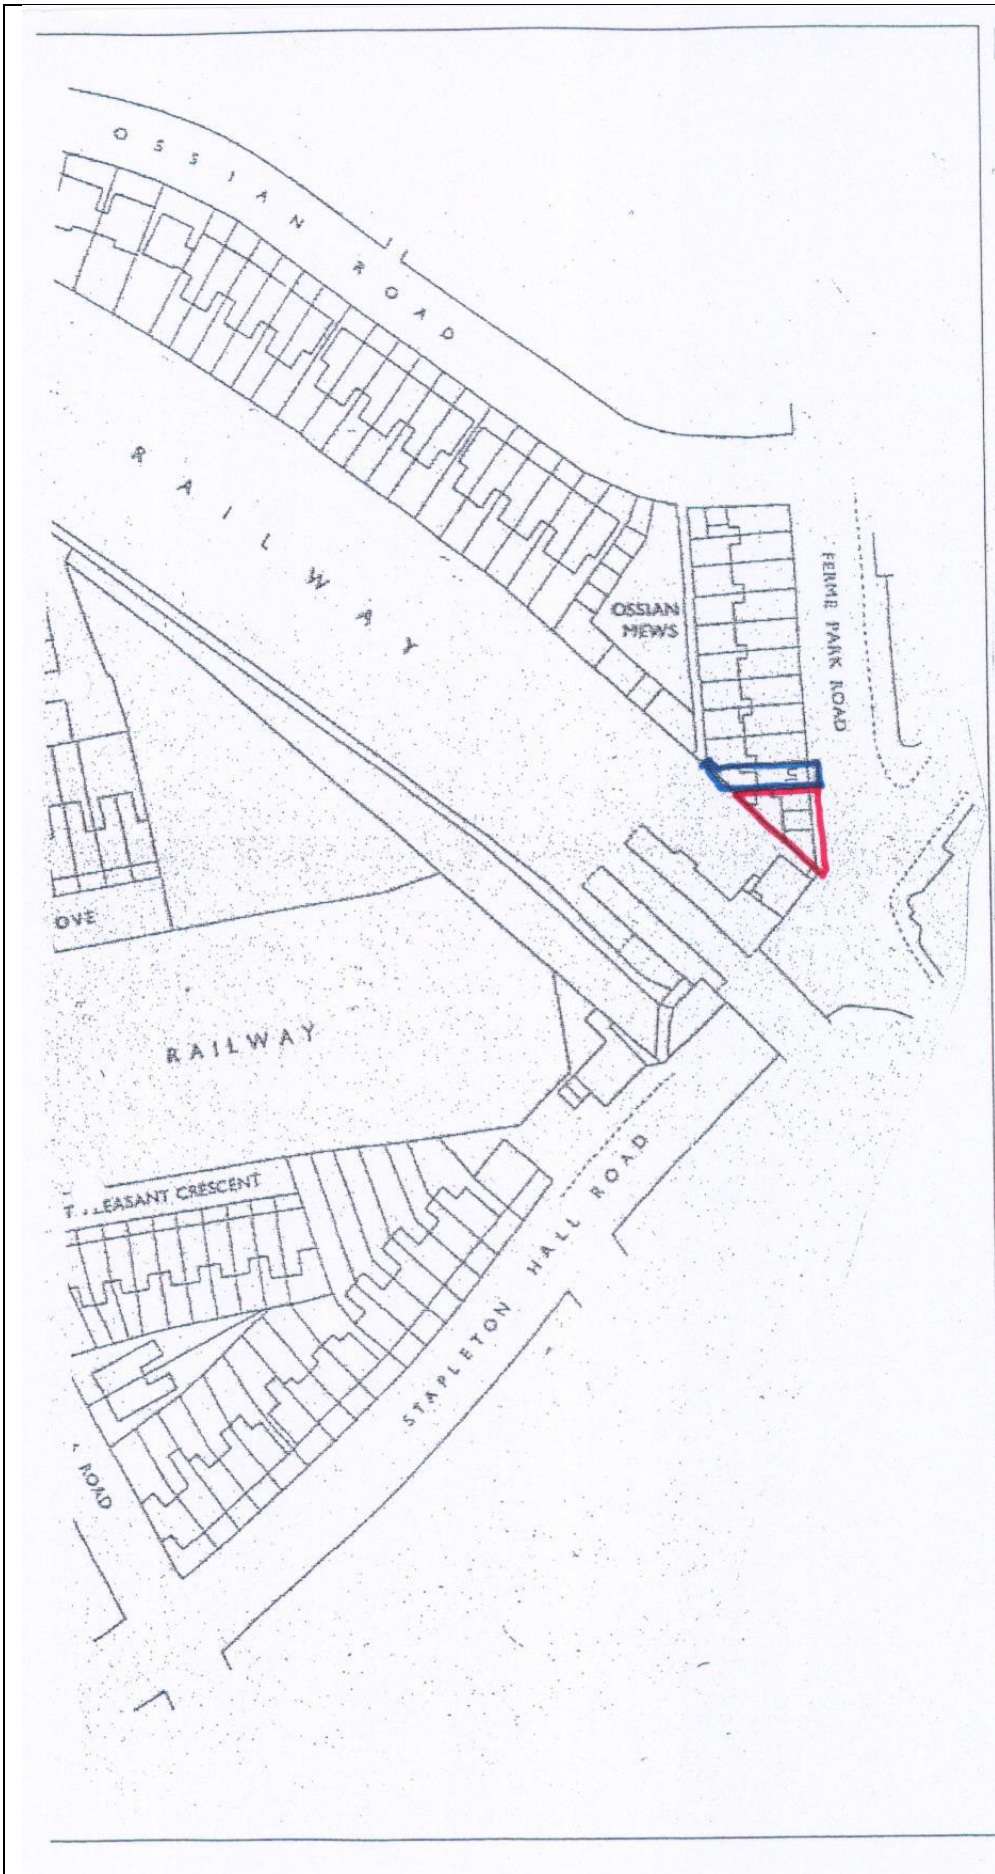 OSSIAN ROAD
RAILWAY
OSSIAN
MEWS
FERME PARK ROAD
OVE
RAILWAY
EASANT CRESCENT
STAPLETON HALL ROAD
ROAD